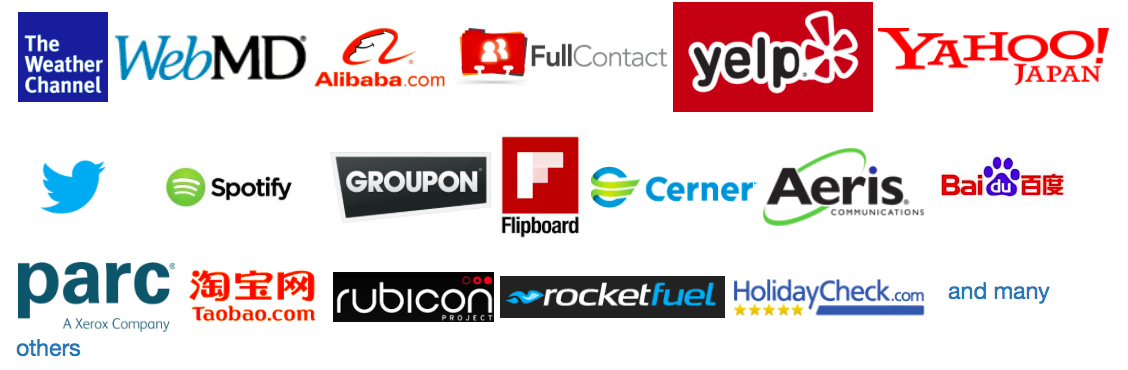 The
Weather
Channel
WebMD®
Alibaba.com
FullContact
yelp®
YAHOO!
JAPAN
Spotify
GROUPON
Flipboard
Cerner
Aeris®
COMMUNICATIONS
Bai du 百度
parc®
A Xerox Company
淘宝网
Taobao.com
rubicon
PROJECT
rocketfuel
HolidayCheck.com
and many
others